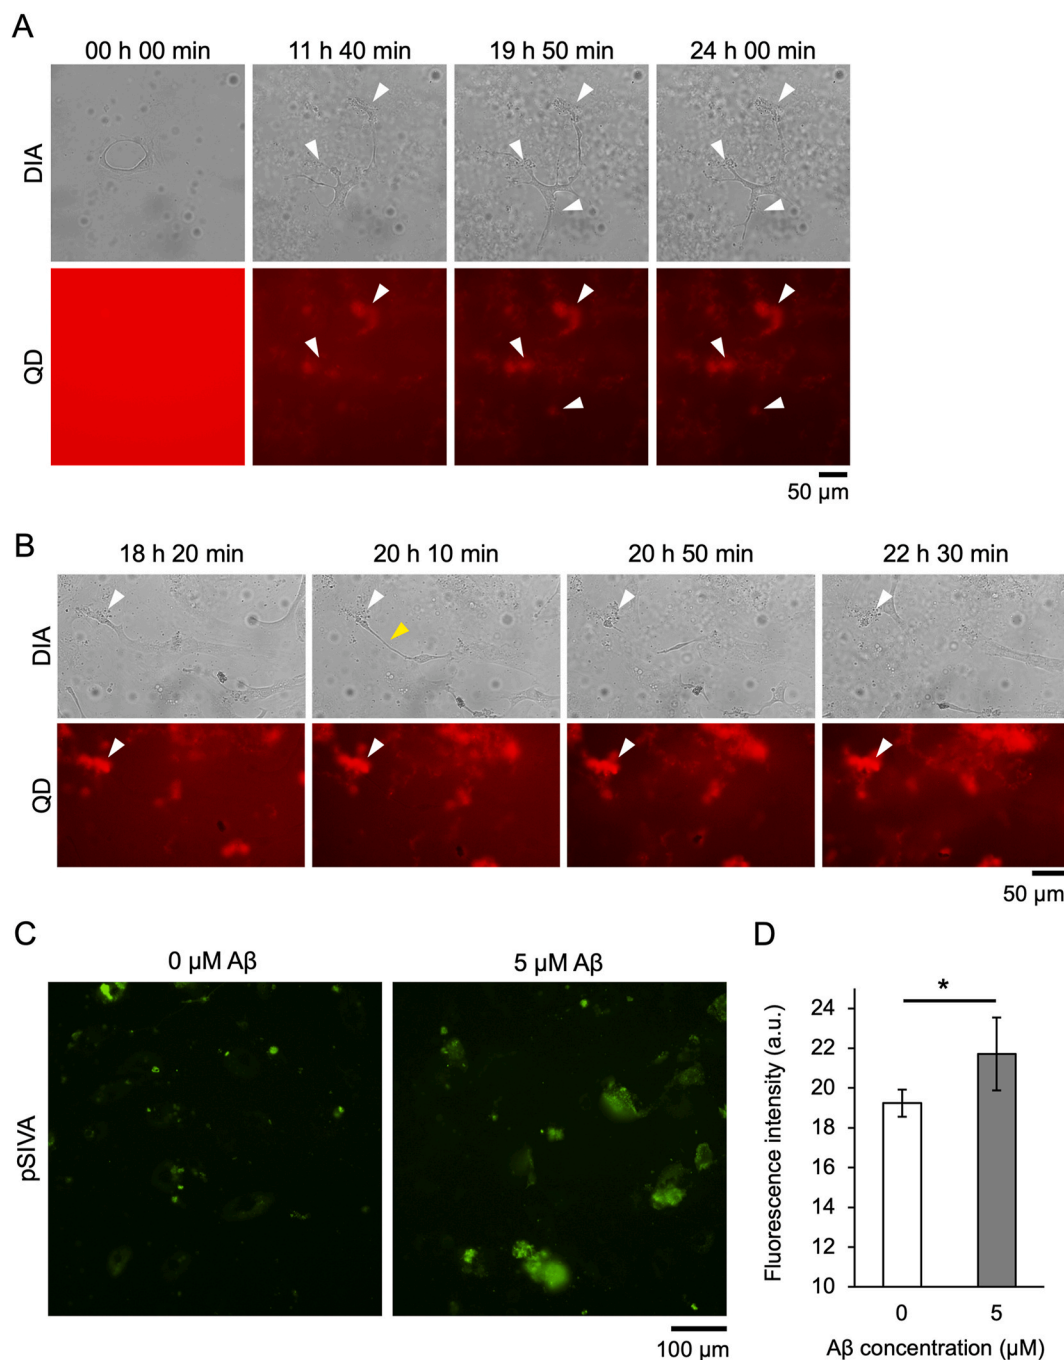 A
00 h 00 min
11 h 40 min
19 h 50 min
24 h 00 min
DIA
QD
50 µm
B
18 h 20 min
20 h 10 min
20 h 50 min
22 h 30 min
DIA
QD
50 µm
C
0 µM Aβ
5 µM Aβ
pSIVA
100 µm
D
*
Fluorescence intensity (a.u.)
24
22
20
18
16
14
12
10
0
5
Aβ concentration (µM)